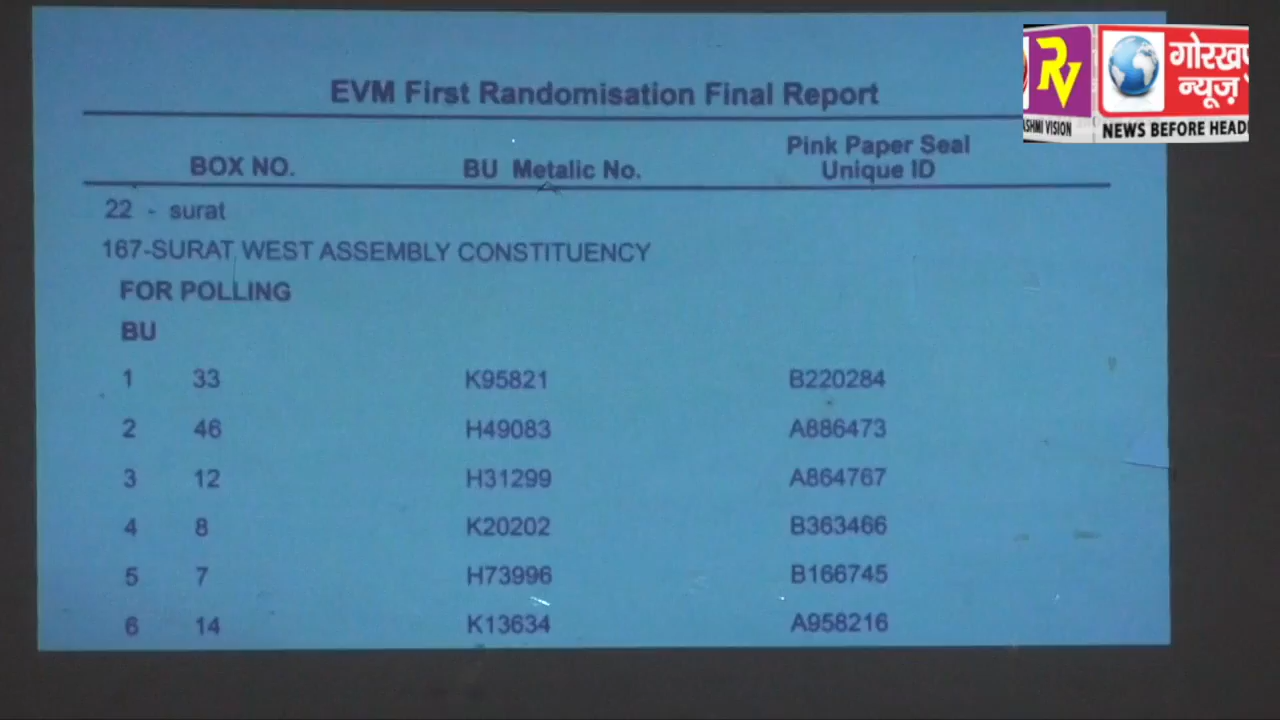 EVM First Randomisation Final Report
BOX NO. BU Metalic No. Pink Paper Seal Unique ID
22 - surat
167-SURAT WEST ASSEMBLY CONSTITUENCY
FOR POLLING
BU
1 33 K95821 B220284
2 46 H49083 A886473
3 12 H31299 A864767
4 8 K20202 B363466
5 7 H73996 B166745
6 14 K13634 A958216
RV
VISION
न्यूज़
NEWS BEFORE